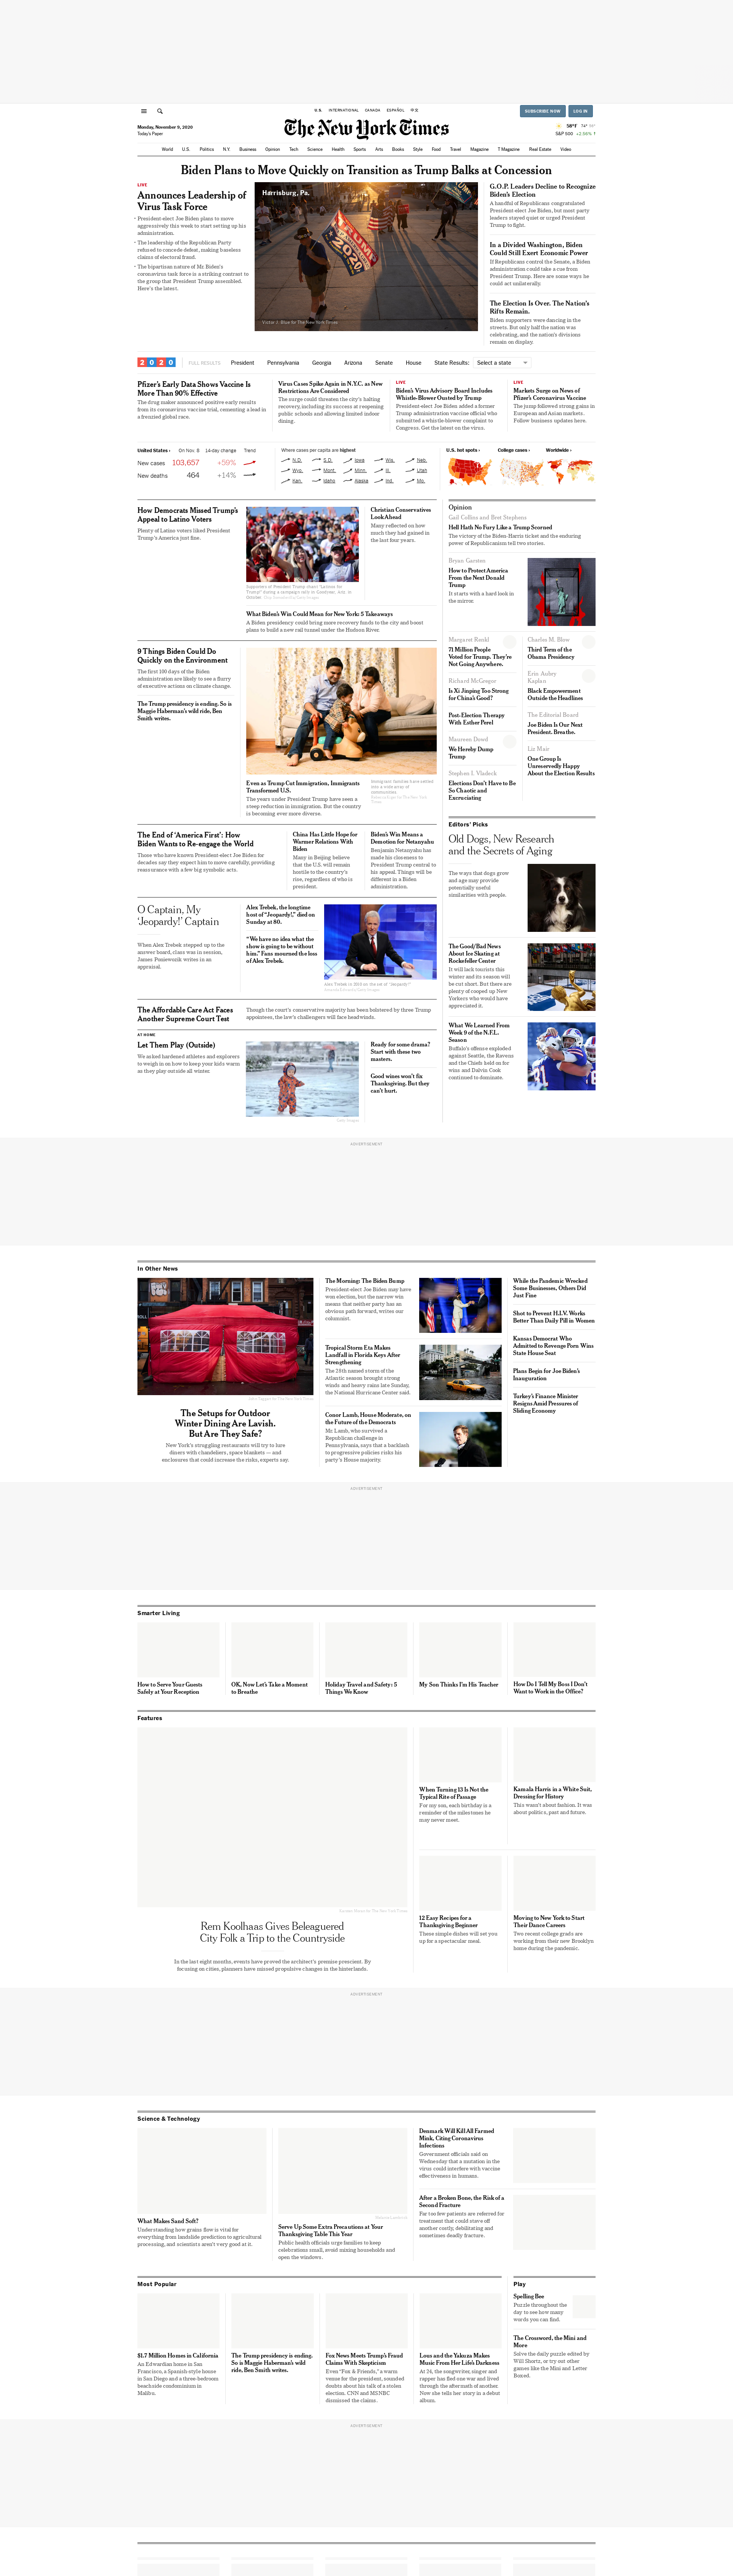 U.S. INTERNATIONAL CANADA ESPAÑOL 中文
SUBSCRIBE NOW LOG IN
Monday, November 9, 2020
Today's Paper
The New York Times
58°F 74° 55°
S&P 500 +2.98% ↑
World U.S. Politics N.Y. Business Opinion Tech Science Health Sports Arts Books Style Food Travel Magazine T Magazine Real Estate Video
Biden Plans to Move Quickly on Transition as Trump Balks at Concession
LIVE
Announces Leadership of
Virus Task Force
• President-elect Joe Biden plans to move
aggressively this week to start setting up his
administration.
• The leadership of the Republican Party
refused to concede defeat, making baseless
claims of electoral fraud.
• The bipartisan nature of Mr. Biden's
coronavirus task force is a striking contrast to
the group that President Trump assembled.
Here's the latest.
Harrisburg, Pa.
TRUMP
2020
Victor J. Blue for The New York Times
G.O.P. Leaders Decline to Recognize
Biden's Election
A handful of Republicans congratulated
President-elect Joe Biden, but most party
leaders stayed quiet or urged President
Trump to fight.
In a Divided Washington, Biden
Could Still Exert Economic Power
If Republicans control the Senate, a Biden
administration could take a cue from
President Trump. Here are some ways he
could act unilaterally.
The Election Is Over. The Nation's
Rifts Remain.
Biden supporters were dancing in the
streets. But only half the nation was
celebrating, and the nation's divisions
remain on display.
2020 FULL RESULTS President Pennsylvania Georgia Arizona Senate House State Results: Select a state
Pfizer's Early Data Shows Vaccine Is
More Than 90% Effective
The drug maker announced positive early results
from its coronavirus vaccine trial, cementing a lead in
a frenzied global race.
Virus Cases Spike Again in N.Y.C. as New
Restrictions Are Considered
The surge could threaten the city's halting
recovery, including its success at reopening
public schools and allowing limited indoor
dining.
LIVE
Biden's Virus Advisory Board Includes
Whistle-Blower Ousted by Trump
President-elect Joe Biden added a former
Trump administration vaccine official who
submitted a whistle-blower complaint to
Congress. Get the latest on the virus.
LIVE
Markets Surge on News of
Pfizer's Coronavirus Vaccine
The jump followed strong gains in
European and Asian markets.
Follow business updates here.
United States › On Nov. 8 14-day change Trend
New cases 103,657 +59%
New deaths 464 +14%
Where cases per capita are highest
N.D. S.D. Iowa Wis. Neb.
Wyo. Mont. Minn. Ill. Utah
Kan. Idaho Alaska Ind. Mo.
U.S. hot spots › College cases › Worldwide ›
How Democrats Missed Trump's
Appeal to Latino Voters
Plenty of Latino voters liked President
Trump's America just fine.
Supporters of President Trump down "Latinos for
Trump" during a campaign rally in Goodyear, Ariz. in
October.
Christian Conservatives
Look Ahead
Many reflected on how
much they had gained in
the last four years.
What Biden's Win Could Mean for New York: 5 Takeaways
A Biden presidency could bring more recovery funds to the city and boost
plans to build a new rail tunnel under the Hudson River.
9 Things Biden Could Do
Quickly on the Environment
The first 100 days of the Biden
administration are likely to see a flurry
of executive actions on climate change.
The Trump presidency is ending. So is
Maggie Haberman's wild ride, Ben
Smith writes.
Even as Trump Cut Immigration, Immigrants
Transformed U.S.
The years under President Trump have seen a
steep reduction in immigration. But the country
is becoming ever more diverse.
Immigrant families have settled
into a wide array of
communities.
The End of 'America First': How
Biden Wants to Re-engage the World
Those who have known President-elect Joe Biden for
decades say they expect him to move carefully, providing
reassurance with a few big symbolic acts.
China Has Little Hope for
Warmer Relations With
Biden
Many in Beijing believe
that the U.S. will remain
hostile to the country's
rise, regardless of who is
president.
Biden's Win Means a
Demotion for Netanyahu
Benjamin Netanyahu has
made his closeness to
President Trump central to
his appeal. Things will be
different in a Biden
administration.
O Captain, My
'Jeopardy!' Captain
When Alex Trebek stepped up to the
answer board, class was in session,
James Poniewozik writes in an
appraisal.
Alex Trebek, the longtime
host of "Jeopardy!," died on
Sunday at 80.
"We have no idea what the
show is going to be without
him." Fans mourned the loss
of Alex Trebek.
Alex Trebek in 2010 on the set of "Jeopardy!"
The Affordable Care Act Faces
Another Supreme Court Test
Though the court's conservative majority has been bolstered by three Trump
appointees, the law's challengers will face headwinds.
AT HOME
Let Them Play (Outside)
We asked hardened athletes and explorers
to weigh in on how to keep your kids warm
as they play outside all winter.
Getty Images
Ready for some drama?
Start with these two
masters.
Good wines won't fix
Thanksgiving. But they
can't hurt.
Opinion
Gail Collins and Bret Stephens
Hell Hath No Fury Like a Trump Scorned
The victory of the Biden-Harris ticket and the enduring
power of Republicanism tell two stories.
Bryan Garsten
How to Protect America
From the Next Donald
Trump
It starts with a hard look in
the mirror.
Margaret Renkl
71 Million People
Voted for Trump. They're
Not Going Anywhere.
Richard McGregor
Is Xi Jinping Too Strong
for China's Good?
Post-Election Therapy
With Esther Perel
Maureen Dowd
We Hereby Dump
Trump
Stephen I. Vladeck
Elections Don't Have to Be
So Chaotic and
Excruciating
Charles M. Blow
Third Term of the
Obama Presidency
Erin Aubry
Kaplan
Black Empowerment
Outside the Headlines
The Editorial Board
Joe Biden Is Our Next
President. Breathe.
Liz Mair
One Group Is
Unreservedly Happy
About the Election Results
Editors' Picks
Old Dogs, New Research
and the Secrets of Aging
The ways that dogs grow
and age may provide
potentially useful
similarities with people.
The Good/Bad News
About Ice Skating at
Rockefeller Center
It will lack tourists this
winter and its season will
be cut short. But there are
plenty of cooped up New
Yorkers who would have
appreciated it.
What We Learned From
Week 9 of the N.F.L.
Season
Buffalo's offense exploded
against Seattle, the Ravens
and the Chiefs held on for
wins and Dalvin Cook
continued to dominate.
ADVERTISEMENT
In Other News
The Setups for Outdoor
Winter Dining Are Lavish.
But Are They Safe?
New York's struggling restaurants will try to lure
diners with chandeliers, space blankets — and
enclosures that could increase the risks, experts say.
The Morning: The Biden Bump
President-elect Joe Biden may have
won election, but the narrow win
means that neither party has an
obvious path forward, writes our
columnist.
Tropical Storm Eta Makes
Landfall in Florida Keys After
Strengthening
The 28th named storm of the
Atlantic season brought strong
winds and heavy rains late Sunday,
the National Hurricane Center said.
Conor Lamb, House Moderate, on
the Future of the Democrats
Mr. Lamb, who survived a
Republican challenge in
Pennsylvania, says that a backlash
to progressive policies risks his
party's House majority.
While the Pandemic Wrecked
Some Businesses, Others Did
Just Fine
Shot to Prevent H.I.V. Works
Better Than Daily Pill in Women
Kansas Democrat Who
Admitted to Revenge Porn Wins
State House Seat
Plans Begin for Joe Biden's
Inauguration
Turkey's Finance Minister
Resigns Amid Pressures of
Sliding Economy
ADVERTISEMENT
Smarter Living
How to Serve Your Guests
Safely at Your Reception
OK, Now Let's Take a Moment
to Breathe
Holiday Travel and Safety: 5
Things We Know
My Son Thinks I'm His Teacher
How Do I Tell My Boss I Don't
Want to Work in the Office?
Features
Rem Koolhaas Gives Beleaguered
City Folk a Trip to the Countryside
In the last eight months, events have proved the architect's premise prescient. By
focusing on cities, planners have missed propulsive changes in the hinterlands.
When Turning 13 Is Not the
Typical Rite of Passage
For my son, each birthday is a
reminder of the milestones he
may never meet.
Kamala Harris in a White Suit,
Dressing for History
This wasn't about fashion. It was
about politics, past and future.
12 Easy Recipes for a
Thanksgiving Beginner
These simple dishes will set you
up for a spectacular meal.
Moving to New York to Start
Their Dance Careers
Two recent college grads are
working from their new Brooklyn
home during the pandemic.
ADVERTISEMENT
Science & Technology
What Makes Sand Soft?
Understanding how grains flow is vital for
everything from landslide prediction to agricultural
processing, and scientists aren't very good at it.
Serve Up Some Extra Precautions at Your
Thanksgiving Table This Year
Public health officials urge families to keep
celebrations small, avoid mixing households and
open the windows.
Denmark Will Kill All Farmed
Mink, Citing Coronavirus
Infections
Government officials said on
Wednesday that a mutation in the
virus could interfere with vaccine
effectiveness in humans.
After a Broken Bone, the Risk of a
Second Fracture
Far too few patients are referred for
treatment that could stave off
another costly, debilitating and
sometimes deadly fracture.
Most Popular
$1.7 Million Homes in California
An Edwardian home in San
Francisco, a Spanish-style house
in San Diego and a three-bedroom
beachside condominium in
Malibu.
The Trump presidency is ending.
So is Maggie Haberman's wild
ride, Ben Smith writes.
Fox News Meets Trump's Fraud
Claims With Skepticism
Even "Fox & Friends," a warm
venue for the president, sounded
doubts about his talk of a stolen
election. CNN and MSNBC
dismissed the claims.
Lous and the Yakuza Makes
Music From Her Life's Darkness
At 24, the songwriter, singer and
rapper has fled one war and lived
through the aftermath of another.
Now she tells her story in a debut
album.
Play
Spelling Bee
Puzzle throughout the
day to see how many
words you can find.
The Crossword, the Mini and
More
Solve the daily puzzle edited by
Will Shortz, or try out other
games like the Mini and Letter
Boxed.
ADVERTISEMENT